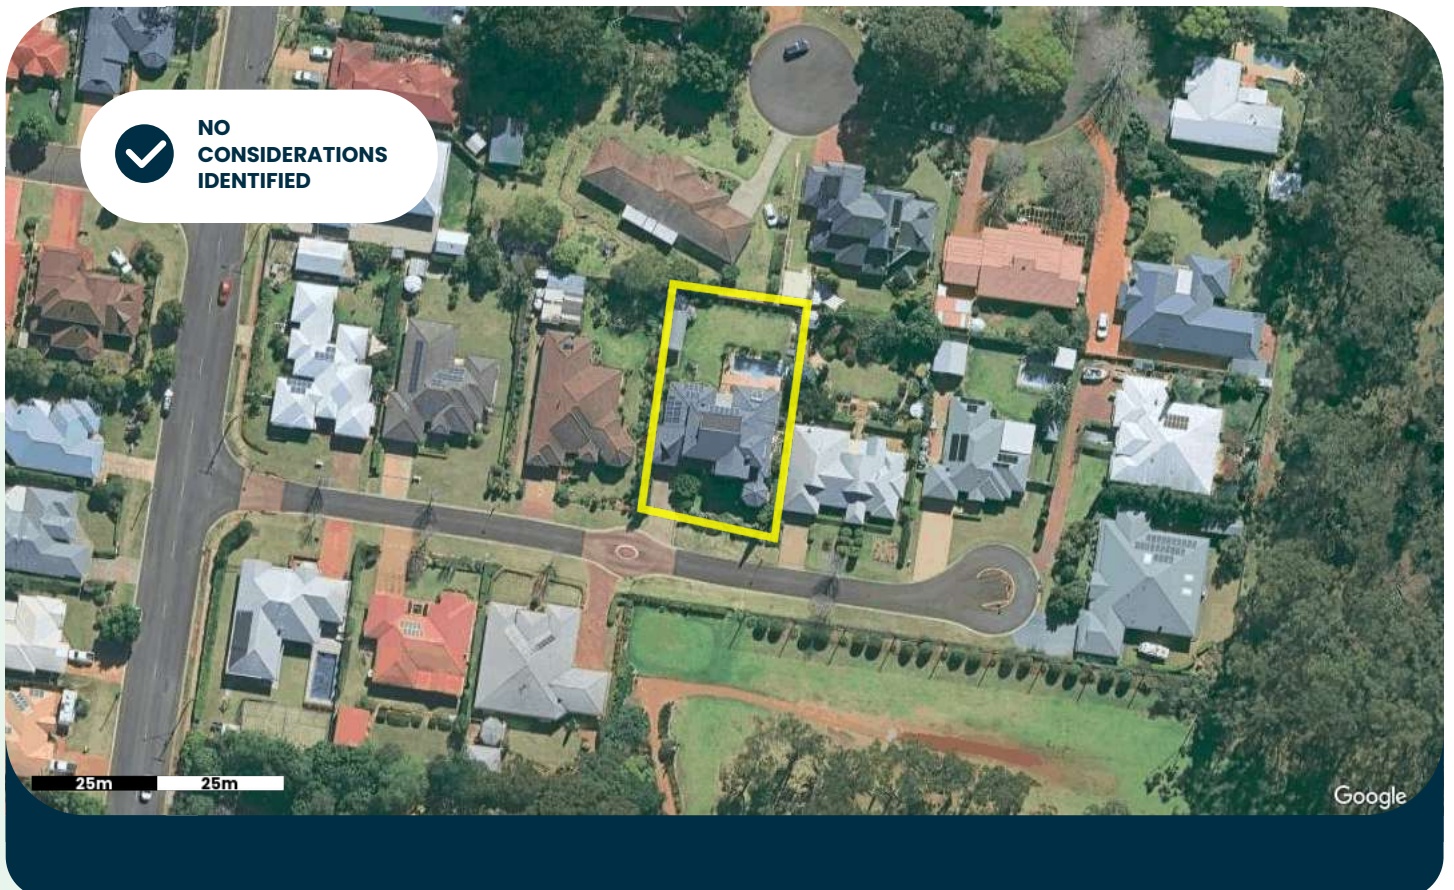 NO
CONSIDERATIONS
IDENTIFIED
25m 25m
Google